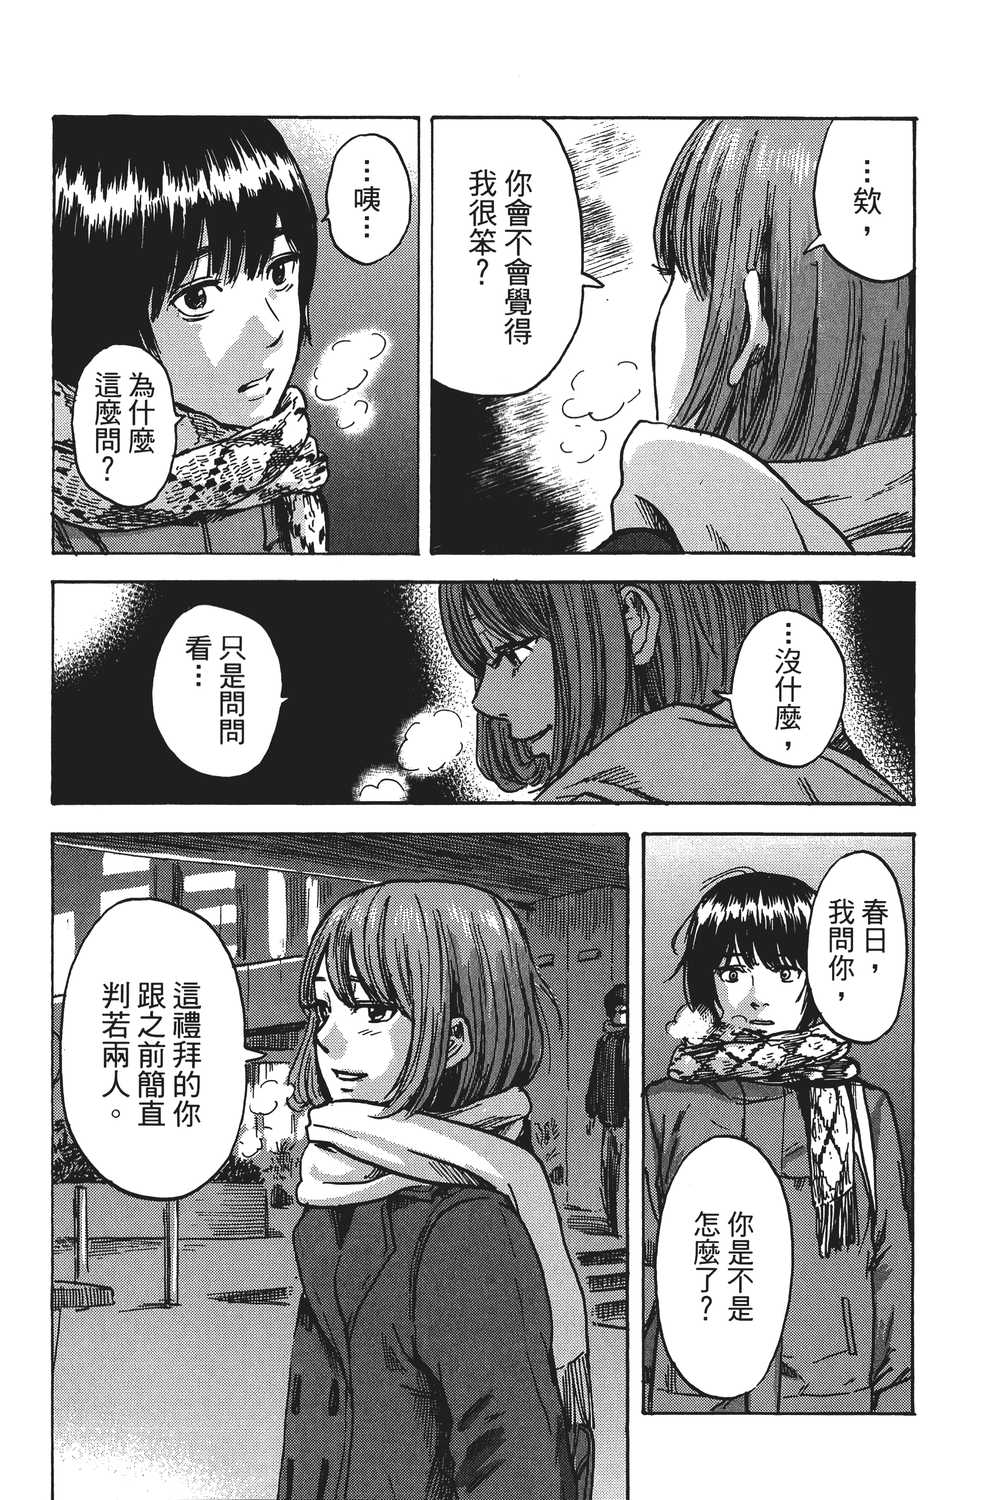 …欸，
你會不會覺得
我很笨？
…咦…
為什麼
這麼問？
…沒什麼，
只是問問
看…
春日，
我問你，
你是不是
怎麼了？
這禮拜的你
跟之前簡直
判若兩人。